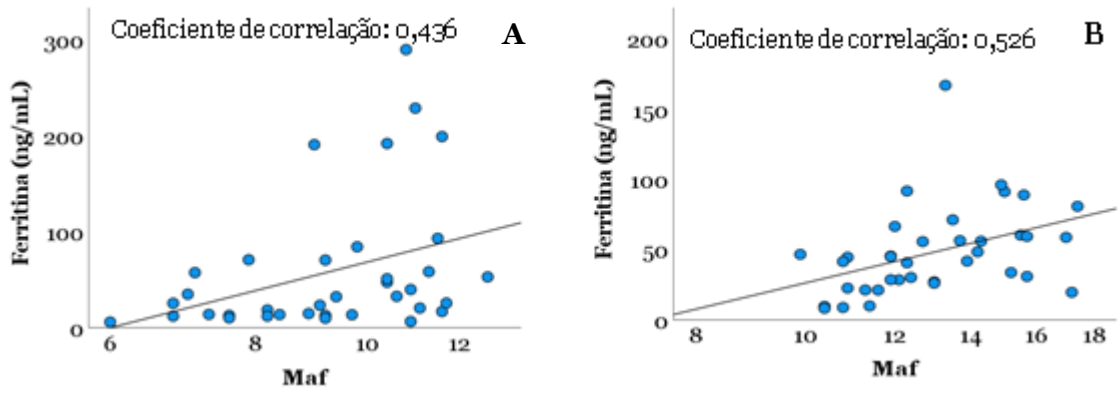 Coeficiente de correlação: 0,436
A
Ferritina (ng/mL)
300
200
100
0
6 8 10 12
Maf
Coeficiente de correlação: 0,526
B
Ferritina (ng/mL)
200
150
100
50
0
8 10 12 14 16 18
Maf